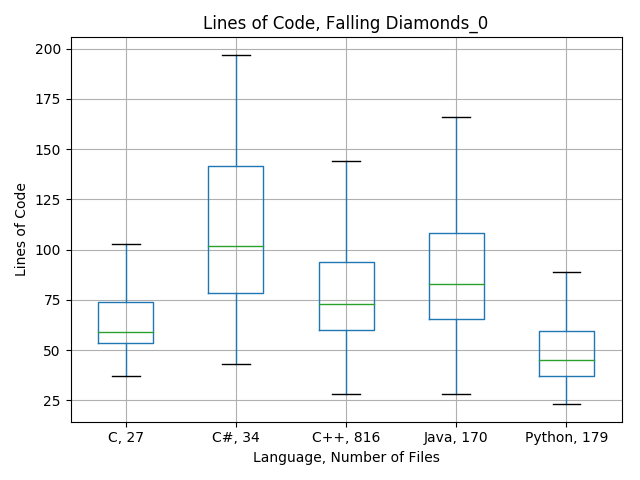 Lines of Code, Falling Diamonds_0
Lines of Code
200
175
150
125
100
75
50
25
C, 27
C#, 34
C++, 816
Java, 170
Python, 179
Language, Number of Files